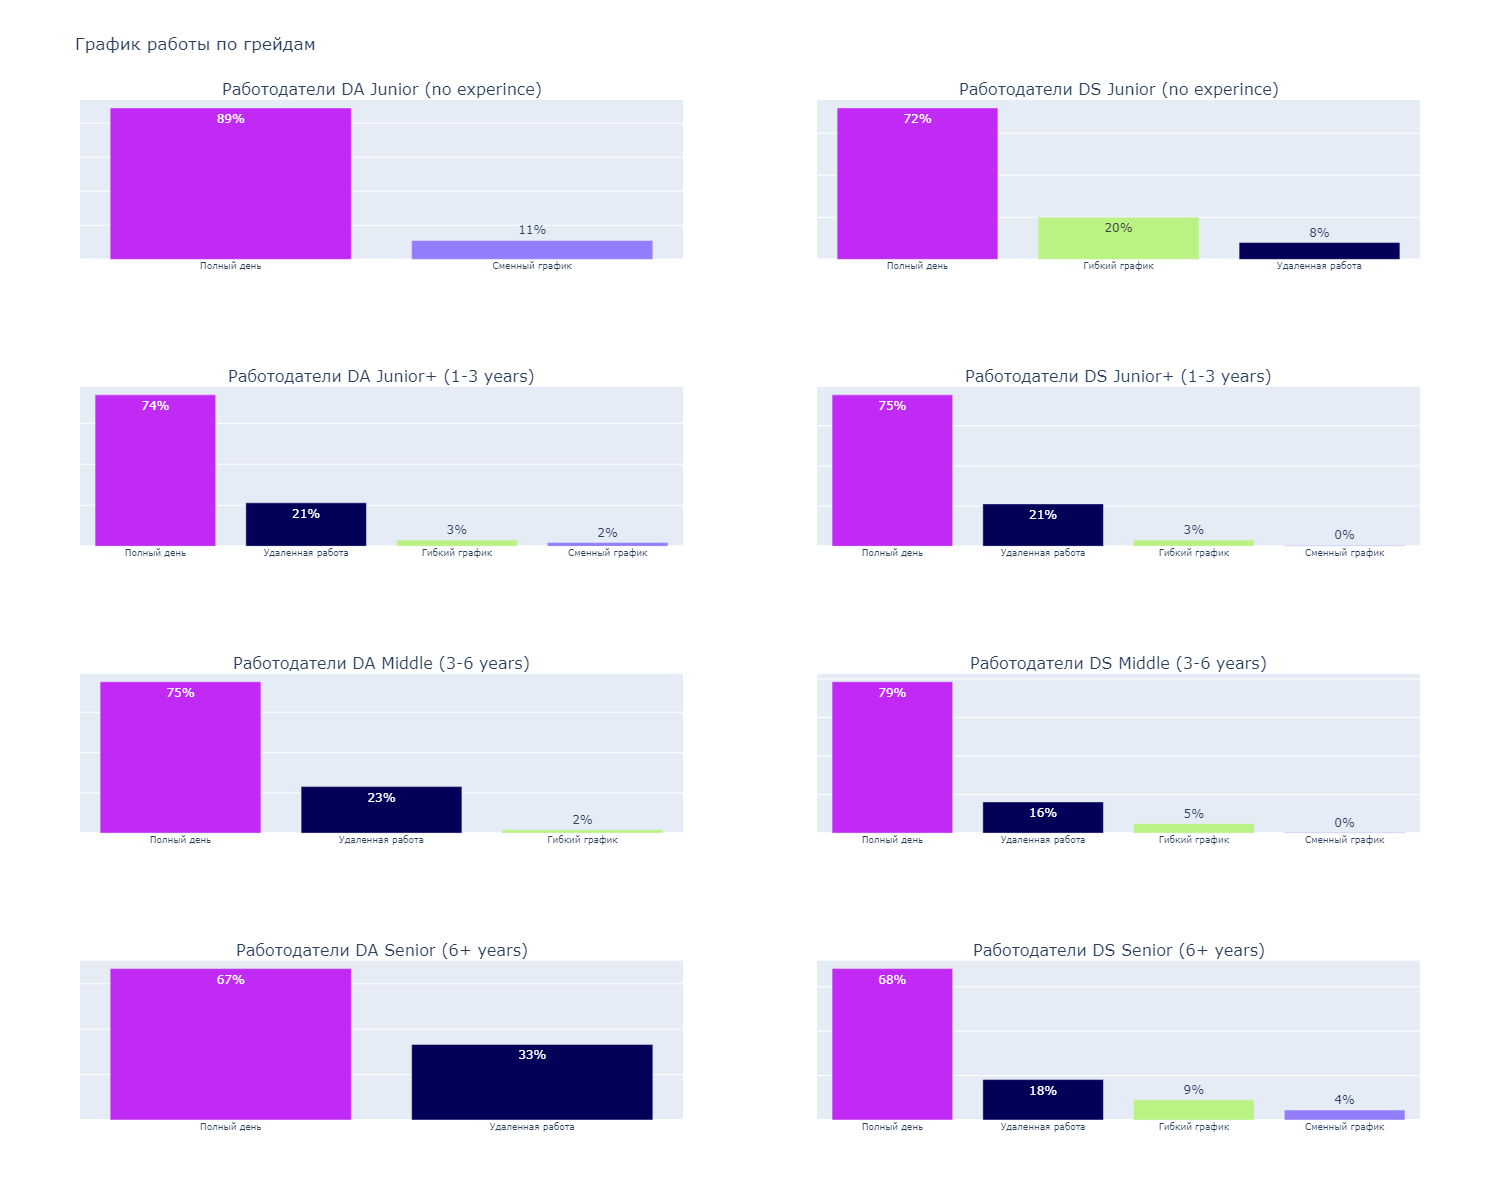 График работы по грейдам
Работодатели DA Junior (no experince)
89%
11%
Полный день
Сменный график
Работодатели DS Junior (no experince)
72%
20%
8%
Полный день
Гибкий график
Удаленная работа
Работодатели DA Junior+ (1-3 years)
74%
21%
3%
2%
Полный день
Удаленная работа
Гибкий график
Сменный график
Работодатели DS Junior+ (1-3 years)
75%
21%
3%
0%
Полный день
Удаленная работа
Гибкий график
Сменный график
Работодатели DA Middle (3-6 years)
75%
23%
2%
Полный день
Удаленная работа
Гибкий график
Работодатели DS Middle (3-6 years)
79%
16%
5%
0%
Полный день
Удаленная работа
Гибкий график
Сменный график
Работодатели DA Senior (6+ years)
67%
33%
Полный день
Удаленная работа
Работодатели DS Senior (6+ years)
68%
18%
9%
4%
Полный день
Удаленная работа
Гибкий график
Сменный график